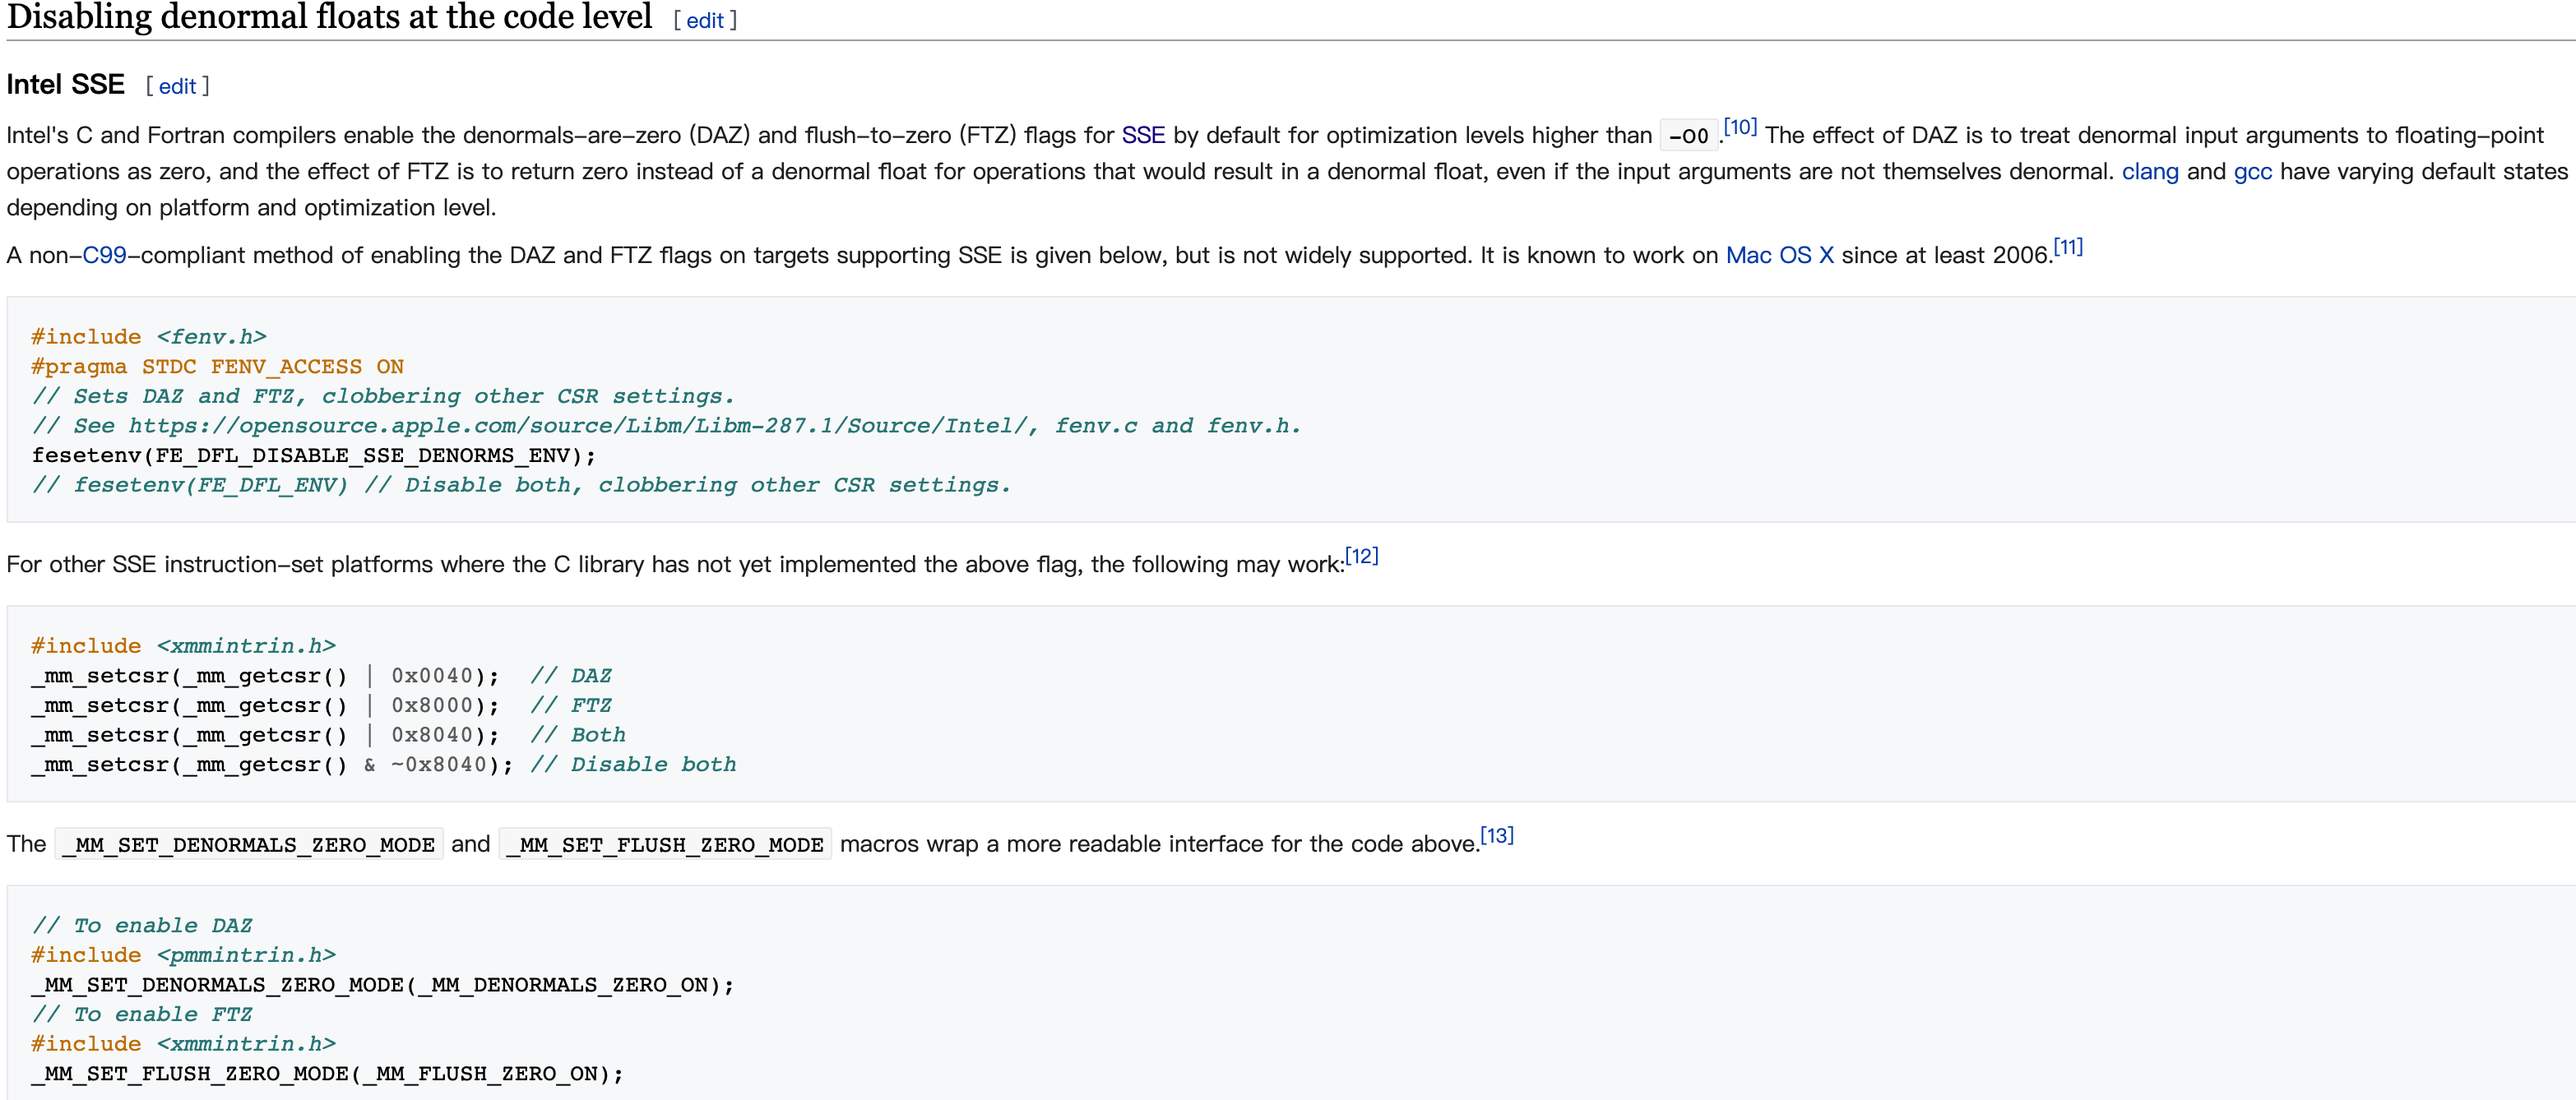 Disabling denormal floats at the code level [ edit ]
Intel SSE [ edit ]
Intel's C and Fortran compilers enable the denormals-are-zero (DAZ) and flush-to-zero (FTZ) flags for SSE by default for optimization levels higher than -O0.[10] The effect of DAZ is to treat denormal input arguments to floating-point
operations as zero, and the effect of FTZ is to return zero instead of a denormal float for operations that would result in a denormal float, even if the input arguments are not themselves denormal. clang and gcc have varying default states
depending on platform and optimization level.
A non-C99-compliant method of enabling the DAZ and FTZ flags on targets supporting SSE is given below, but is not widely supported. It is known to work on Mac OS X since at least 2006.[11]
#include <fenv.h>
#pragma STDC FENV_ACCESS ON
// Sets DAZ and FTZ, clobbering other CSR settings.
// See https://opensource.apple.com/source/Libm/Libm-287.1/Source/Intel/, fenv.c and fenv.h.
fesetenv(FE_DFL_DISABLE_SSE_DENORMS_ENV);
// fesetenv(FE_DFL_ENV) // Disable both, clobbering other CSR settings.
For other SSE instruction-set platforms where the C library has not yet implemented the above flag, the following may work:[12]
#include <xmmintrin.h>
_mm_setcsr(_mm_getcsr() | 0x0040);  // DAZ
_mm_setcsr(_mm_getcsr() | 0x8000);  // FTZ
_mm_setcsr(_mm_getcsr() | 0x8040);  // Both
_mm_setcsr(_mm_getcsr() & ~0x8040); // Disable both
The _MM_SET_DENORMALS_ZERO_MODE and _MM_SET_FLUSH_ZERO_MODE macros wrap a more readable interface for the code above.[13]
// To enable DAZ
#include <pmmintrin.h>
_MM_SET_DENORMALS_ZERO_MODE(_MM_DENORMALS_ZERO_ON);
// To enable FTZ
#include <xmmintrin.h>
_MM_SET_FLUSH_ZERO_MODE(_MM_FLUSH_ZERO_ON);